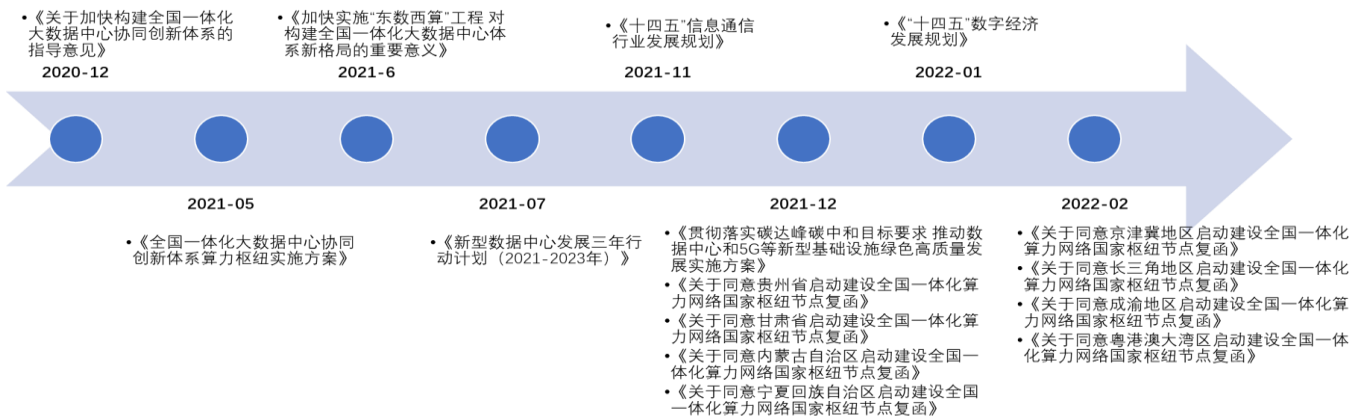 •《关于加快构建全国一体化
大数据中心协同创新体系的
指导意见》
2020-12
•《加快实施“东数西算”工程 对
构建全国一体化大数据中心体
系新格局的重要意义》
2021-6
•《十四五”信息通信
行业发展规划》
2021-11
•《“十四五”数字经济
发展规划》
2022-01
2021-05
•《全国一体化大数据中心协同
创新体系算力枢纽实施方案》
2021-07
•《新型数据中心发展三年行
动计划（2021-2023年）》
2021-12
•《贯彻落实碳达峰碳中和目标要求 推动数
据中心和5G等新型基础设施绿色高质量发
展实施方案》
•《关于同意贵州省启动建设全国一体化算
力网络国家枢纽节点复函》
•《关于同意甘肃省启动建设全国一体化算
力网络国家枢纽节点复函》
•《关于同意内蒙古自治区启动建设全国一
体化算力网络国家枢纽节点复函》
•《关于同意宁夏回族自治区启动建设全国
一体化算力网络国家枢纽节点复函》
2022-02
•《关于同意京津冀地区启动建设全国一体化
算力网络国家枢纽节点复函》
•《关于同意长三角地区启动建设全国一体化
算力网络国家枢纽节点复函》
•《关于同意成渝地区启动建设全国一体化算
力网络国家枢纽节点复函》
•《关于同意粤港澳大湾区启动建设全国一体
化算力网络国家枢纽节点复函》